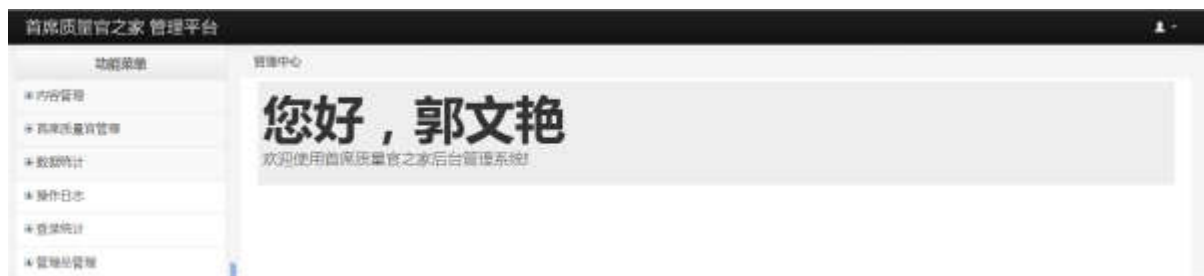 首席质量官之家 管理平台
功能菜单
管理中心
内容管理
首席质量官管理
数据统计
操作日志
登录统计
管理员管理
您好，郭文艳
欢迎使用首席质量官之家后台管理系统!